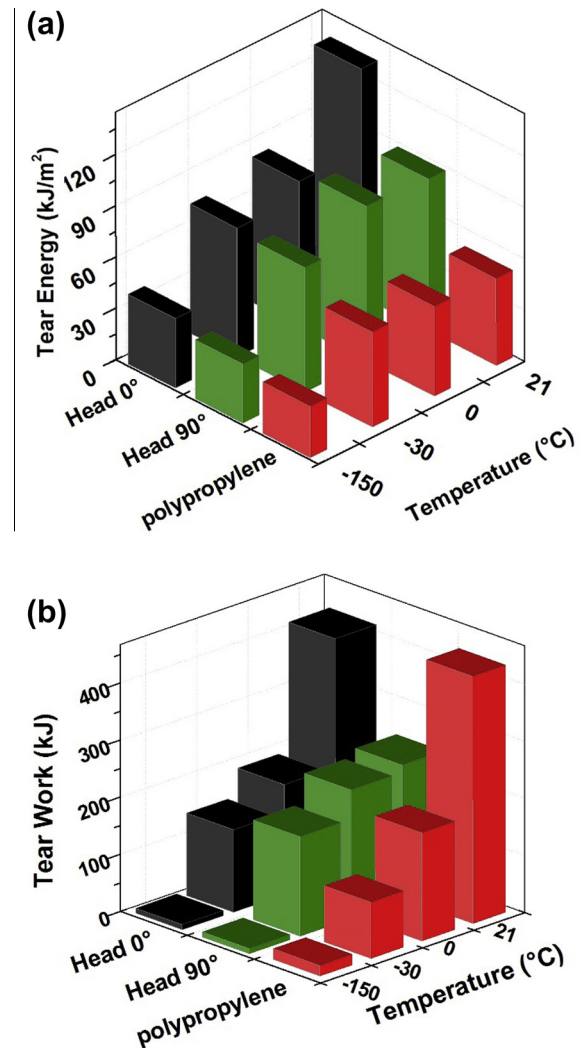 (a)
Tear Energy (kJ/m²)
120
90
60
30
0
Head 0°
Head 90°
polypropylene
-150
-30
0
21
Temperature (°C)
(b)
Tear Work (kJ)
400
300
200
100
0
Head 0°
Head 90°
polypropylene
-150
-30
0
21
Temperature (°C)